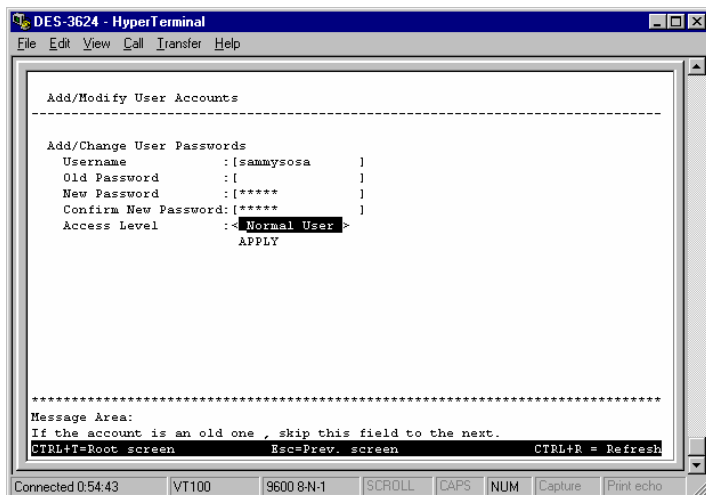 DES-3624 - HyperTerminal
File Edit View Call Transfer Help
Add/Modify User Accounts
--------------------------------------------------------------------------------
Add/Change User Passwords
Username :[sammysosa ]
Old Password :[ ]
New Password :[***** ]
Confirm New Password:[***** ]
Access Level :< Normal User >
APPLY
********************************************************************************
Message Area:
If the account is an old one , skip this field to the next.
CTRL+T=Root screen Esc=Prev. screen CTRL+R = Refresh
Connected 0:54:43 VT100 9600 8-N-1 SCROLL CAPS NUM Capture Print echo